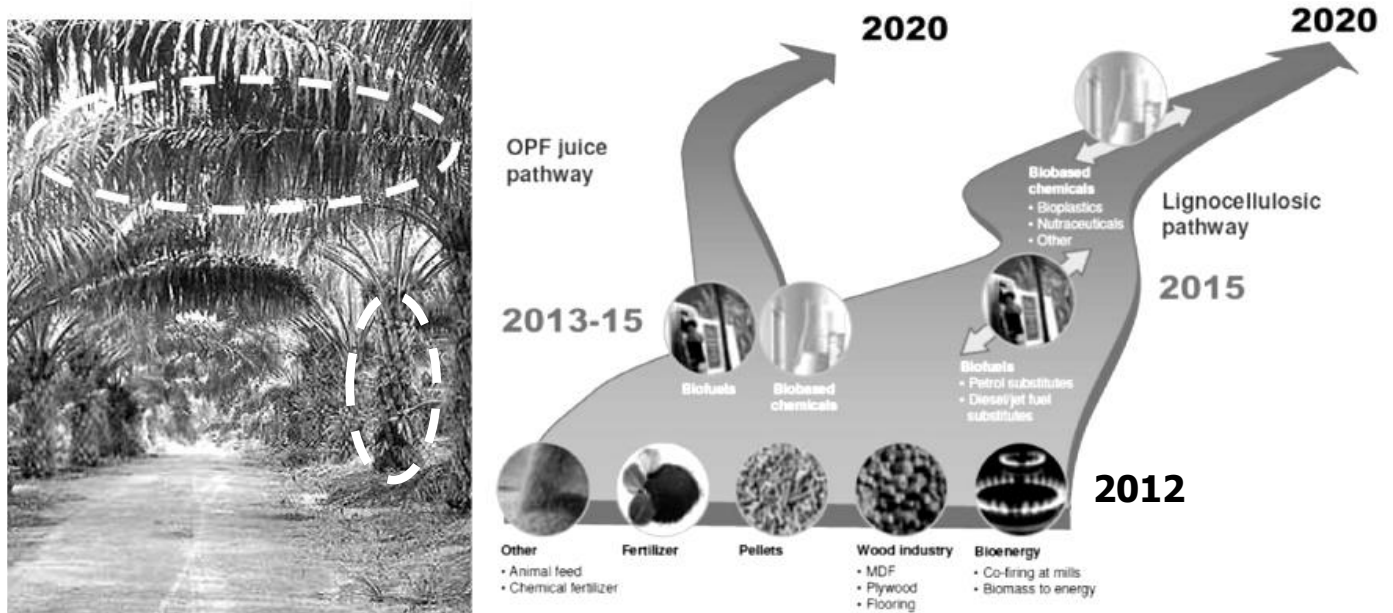 2020
2020
OPF juice
pathway
Biobased
chemicals
• Bioplastics
• Nutraceuticals
• Other
Lignocellulosic
pathway
2015
2013-15
Biofuels
Biobased
chemicals
Biofuels
• Petrol substitutes
• Diesel/jet fuel
substitutes
2012
Other
• Animal feed
• Chemical fertilizer
Fertilizer
Pellets
Wood industry
• MDF
• Plywood
• Flooring
Bioenergy
• Co-firing at mills
• Biomass to energy